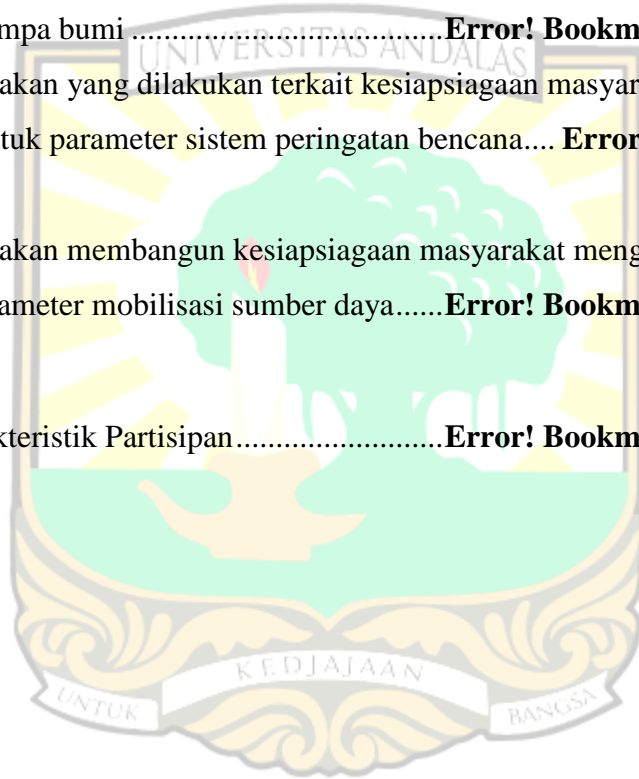 mpa bumi .......................................Error! Bookm
UNIVERSITAS ANDALAS
akan yang dilakukan terkait kesiapsiagaan masyar
tuk parameter sistem peringatan bencana.... Error
akan membangun kesiapsiagaan masyarakat meng
ameter mobilisasi sumber daya......Error! Bookm
kteristik Partisipan..........................Error! Bookm
KEDJAJAAN
UNTUK
BANGSA